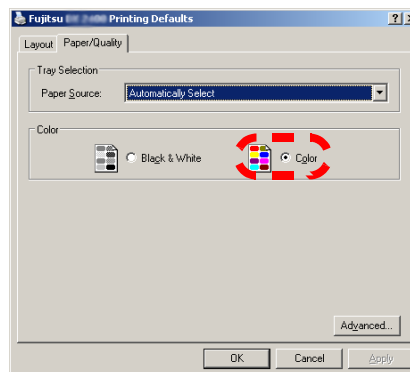 Fujitsu Printing Defaults
Layout Paper/Quality
Tray Selection
Paper Source: Automatically Select
Color
Black & White Color
Advanced...
OK Cancel Apply